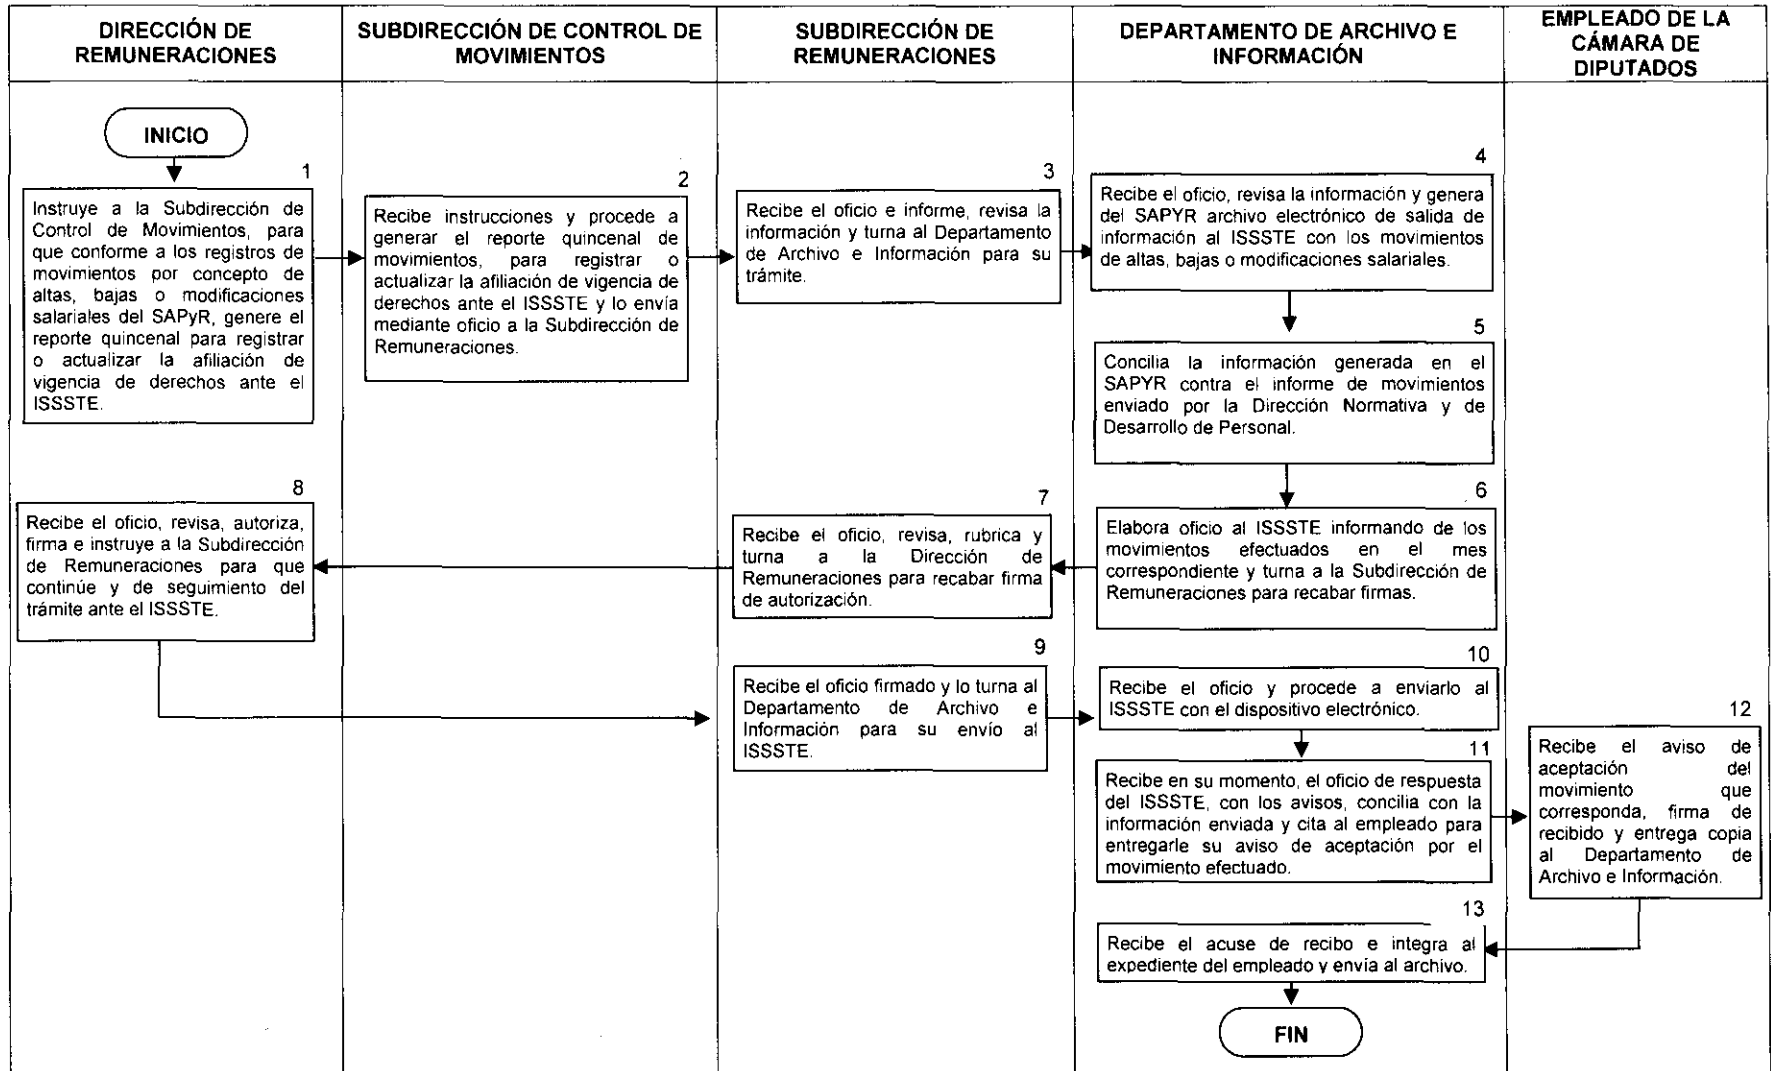 DIRECCIÓN DE
REMUNERACIONES
SUBDIRECCIÓN DE CONTROL DE
MOVIMIENTOS
SUBDIRECCIÓN DE
REMUNERACIONES
DEPARTAMENTO DE ARCHIVO E
INFORMACIÓN
EMPLEADO DE LA
CÁMARA DE
DIPUTADOS
INICIO
1
Instruye a la Subdirección de
Control de Movimientos, para
que conforme a los registros de
movimientos por concepto de
altas, bajas o modificaciones
salariales del SAPyR, genere el
reporte quincenal para registrar
o actualizar la afiliación de
vigencia de derechos ante el
ISSSTE.
2
Recibe instrucciones y procede a
generar el reporte quincenal de
movimientos, para registrar o
actualizar la afiliación de vigencia de
derechos ante el ISSSTE y lo envía
mediante oficio a la Subdirección de
Remuneraciones.
3
Recibe el oficio e informe, revisa la
información y turna al Departamento
de Archivo e Información para su
trámite.
4
Recibe el oficio, revisa la información y genera
del SAPYR archivo electrónico de salida de
información al ISSSTE con los movimientos
de altas, bajas o modificaciones salariales.
5
Concilia la información generada en el
SAPYR contra el informe de movimientos
enviado por la Dirección Normativa y de
Desarrollo de Personal.
6
Elabora oficio al ISSSTE informando de los
movimientos efectuados en el mes
correspondiente y turna a la Subdirección de
Remuneraciones para recabar firmas.
7
Recibe el oficio, revisa, rubrica y
turna a la Dirección de
Remuneraciones para recabar firma
de autorización.
8
Recibe el oficio, revisa, autoriza,
firma e instruye a la Subdirección
de Remuneraciones para que
continúe y de seguimiento del
trámite ante el ISSSTE.
9
Recibe el oficio firmado y lo turna al
Departamento de Archivo e
Información para su envío al
ISSSTE.
10
Recibe el oficio y procede a enviarlo al
ISSSTE con el dispositivo electrónico.
11
Recibe en su momento, el oficio de respuesta
del ISSSTE, con los avisos, concilia con la
información enviada y cita al empleado para
entregarle su aviso de aceptación por el
movimiento efectuado.
12
Recibe el aviso de
aceptación del
movimiento que
corresponda, firma de
recibido y entrega copia
al Departamento de
Archivo e Información.
13
Recibe el acuse de recibo e integra al
expediente del empleado y envía al archivo.
FIN